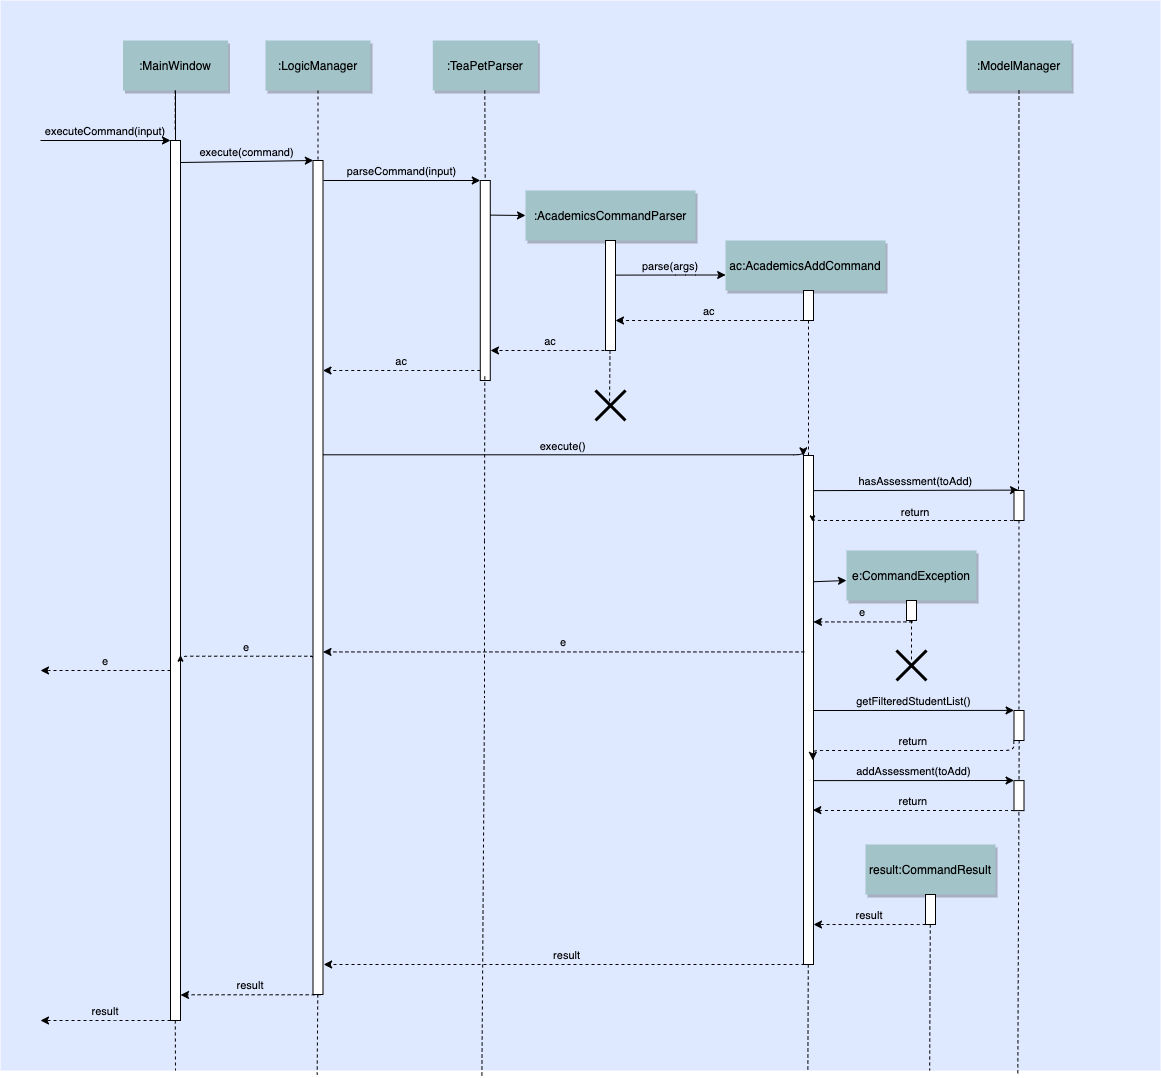 :MainWindow
:LogicManager
:TeaPetParser
:ModelManager
executeCommand(input)
execute(command)
parseCommand(input)
:AcademicsCommandParser
parse(args)
ac:AcademicsAddCommand
ac
ac
ac
execute()
hasAssessment(toAdd)
return
e:CommandException
e
e
e
e
getFilteredStudentList()
return
addAssessment(toAdd)
return
result:CommandResult
result
result
result
result